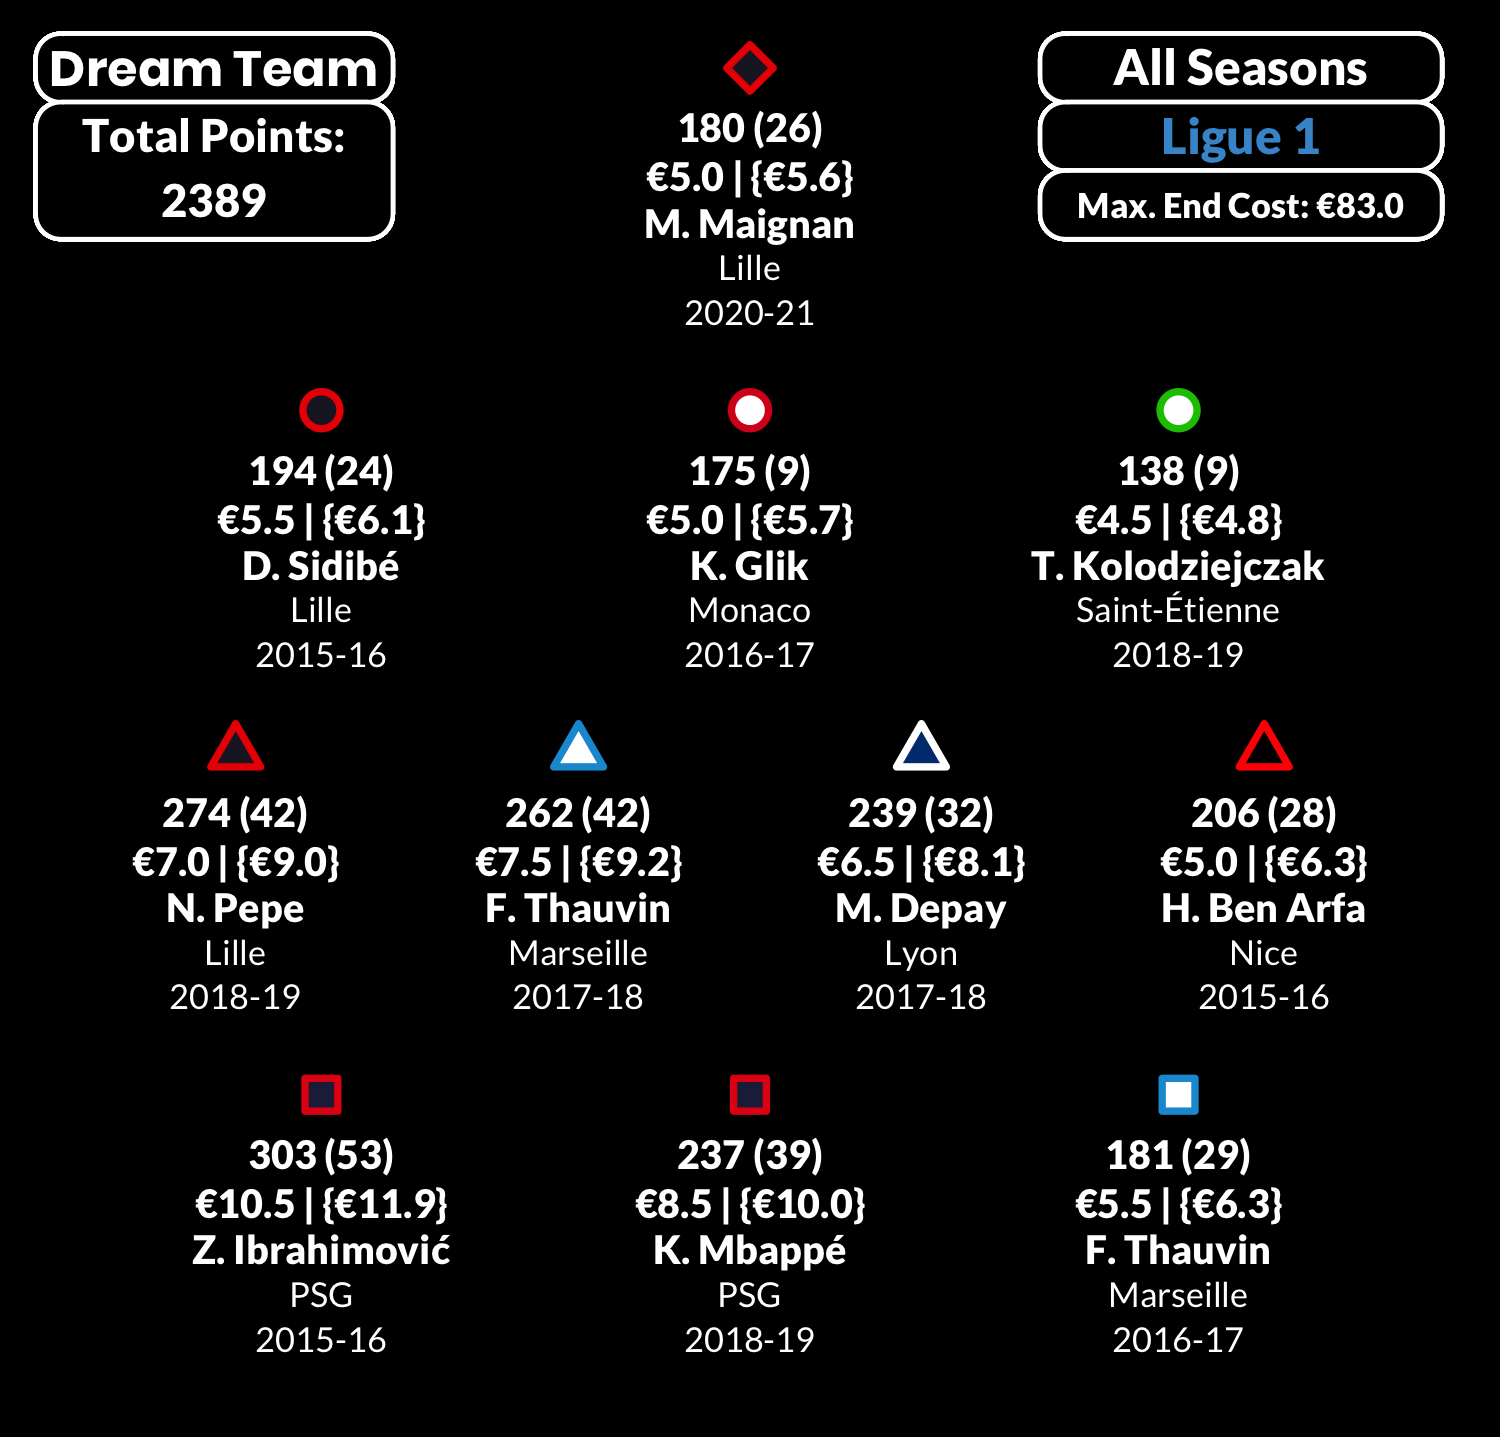 Dream Team
Total Points:
2389
All Seasons
Ligue 1
Max. End Cost: €83.0
180 (26)
€5.0 | {€5.6}
M. Maignan
Lille
2020-21
194 (24)
€5.5 | {€6.1}
D. Sidibé
Lille
2015-16
175 (9)
€5.0 | {€5.7}
K. Glik
Monaco
2016-17
138 (9)
€4.5 | {€4.8}
T. Kolodziejczak
Saint-Étienne
2018-19
274 (42)
€7.0 | {€9.0}
N. Pepe
Lille
2018-19
262 (42)
€7.5 | {€9.2}
F. Thauvin
Marseille
2017-18
239 (32)
€6.5 | {€8.1}
M. Depay
Lyon
2017-18
206 (28)
€5.0 | {€6.3}
H. Ben Arfa
Nice
2015-16
303 (53)
€10.5 | {€11.9}
Z. Ibrahimović
PSG
2015-16
237 (39)
€8.5 | {€10.0}
K. Mbappé
PSG
2018-19
181 (29)
€5.5 | {€6.3}
F. Thauvin
Marseille
2016-17